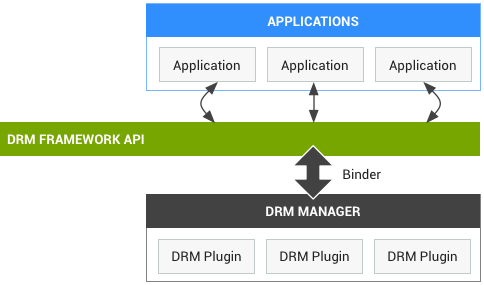 APPLICATIONS
Application Application Application
DRM FRAMEWORK API
Binder
DRM MANAGER
DRM Plugin DRM Plugin DRM Plugin